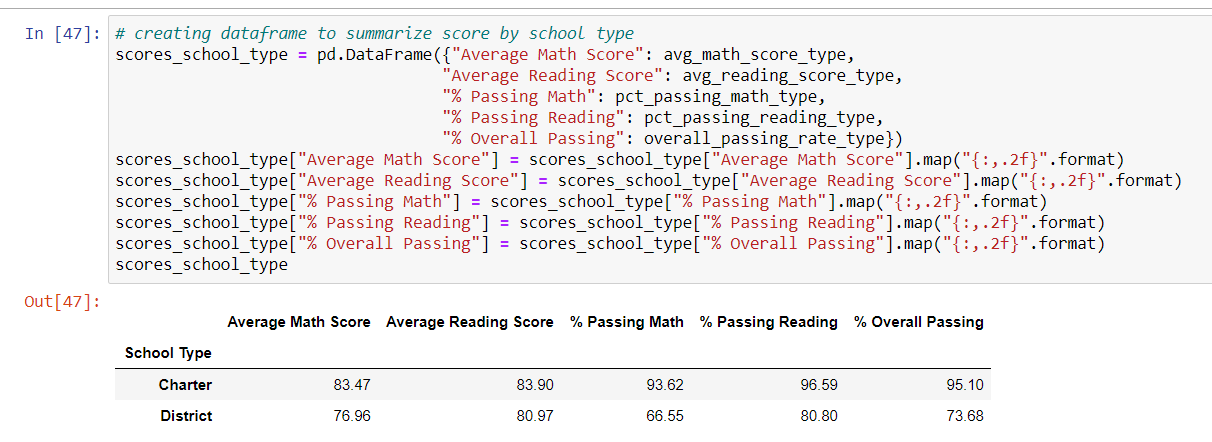 In [47]: # creating dataframe to summarize score by school type
scores_school_type = pd.DataFrame({"Average Math Score": avg_math_score_type,
"Average Reading Score": avg_reading_score_type,
"% Passing Math": pct_passing_math_type,
"% Passing Reading": pct_passing_reading_type,
"% Overall Passing": overall_passing_rate_type})
scores_school_type["Average Math Score"] = scores_school_type["Average Math Score"].map("{:,.2f}".format)
scores_school_type["Average Reading Score"] = scores_school_type["Average Reading Score"].map("{:,.2f}".format)
scores_school_type["% Passing Math"] = scores_school_type["% Passing Math"].map("{:,.2f}".format)
scores_school_type["% Passing Reading"] = scores_school_type["% Passing Reading"].map("{:,.2f}".format)
scores_school_type["% Overall Passing"] = scores_school_type["% Overall Passing"].map("{:,.2f}".format)
scores_school_type
Out[47]:
Average Math Score Average Reading Score % Passing Math % Passing Reading % Overall Passing
School Type
Charter 83.47 83.90 93.62 96.59 95.10
District 76.96 80.97 66.55 80.80 73.68